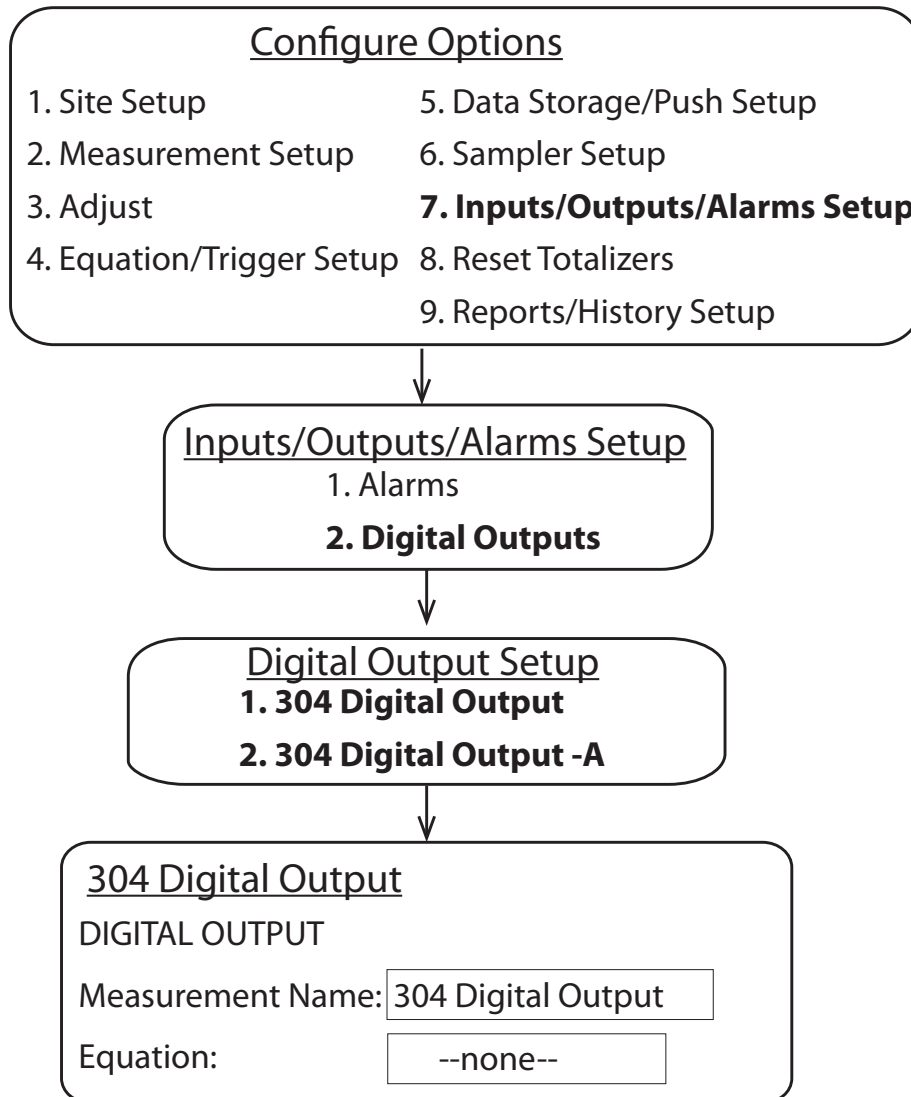 Configure Options
1. Site Setup
2. Measurement Setup
3. Adjust
4. Equation/Trigger Setup
5. Data Storage/Push Setup
6. Sampler Setup
7. Inputs/Outputs/Alarms Setup
8. Reset Totalizers
9. Reports/History Setup
Inputs/Outputs/Alarms Setup
1. Alarms
2. Digital Outputs
Digital Output Setup
1. 304 Digital Output
2. 304 Digital Output -A
304 Digital Output
DIGITAL OUTPUT
Measurement Name: 304 Digital Output
Equation: --none--